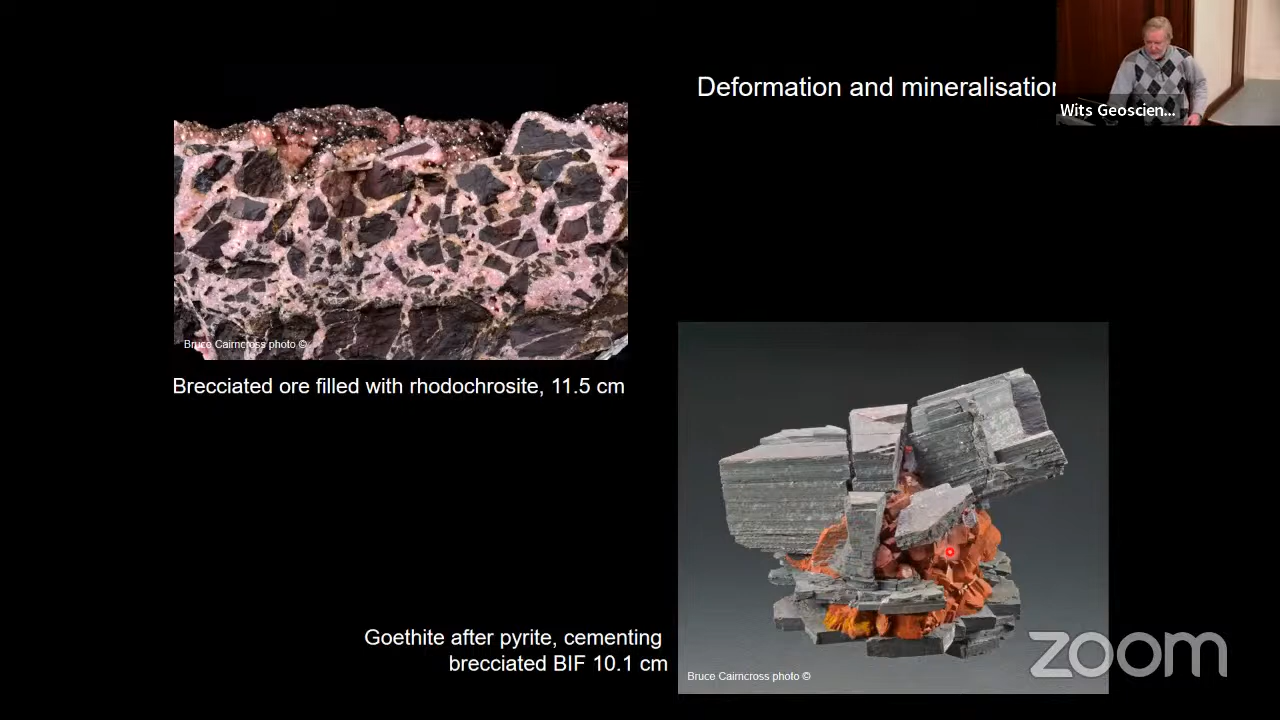 Deformation and mineralisation
Wits Geoscien...
Bruce Cairncross photo ©
Brecciated ore filled with rhodochrosite, 11.5 cm
Goethite after pyrite, cementing
brecciated BIF 10.1 cm
Bruce Cairncross photo ©
zoom